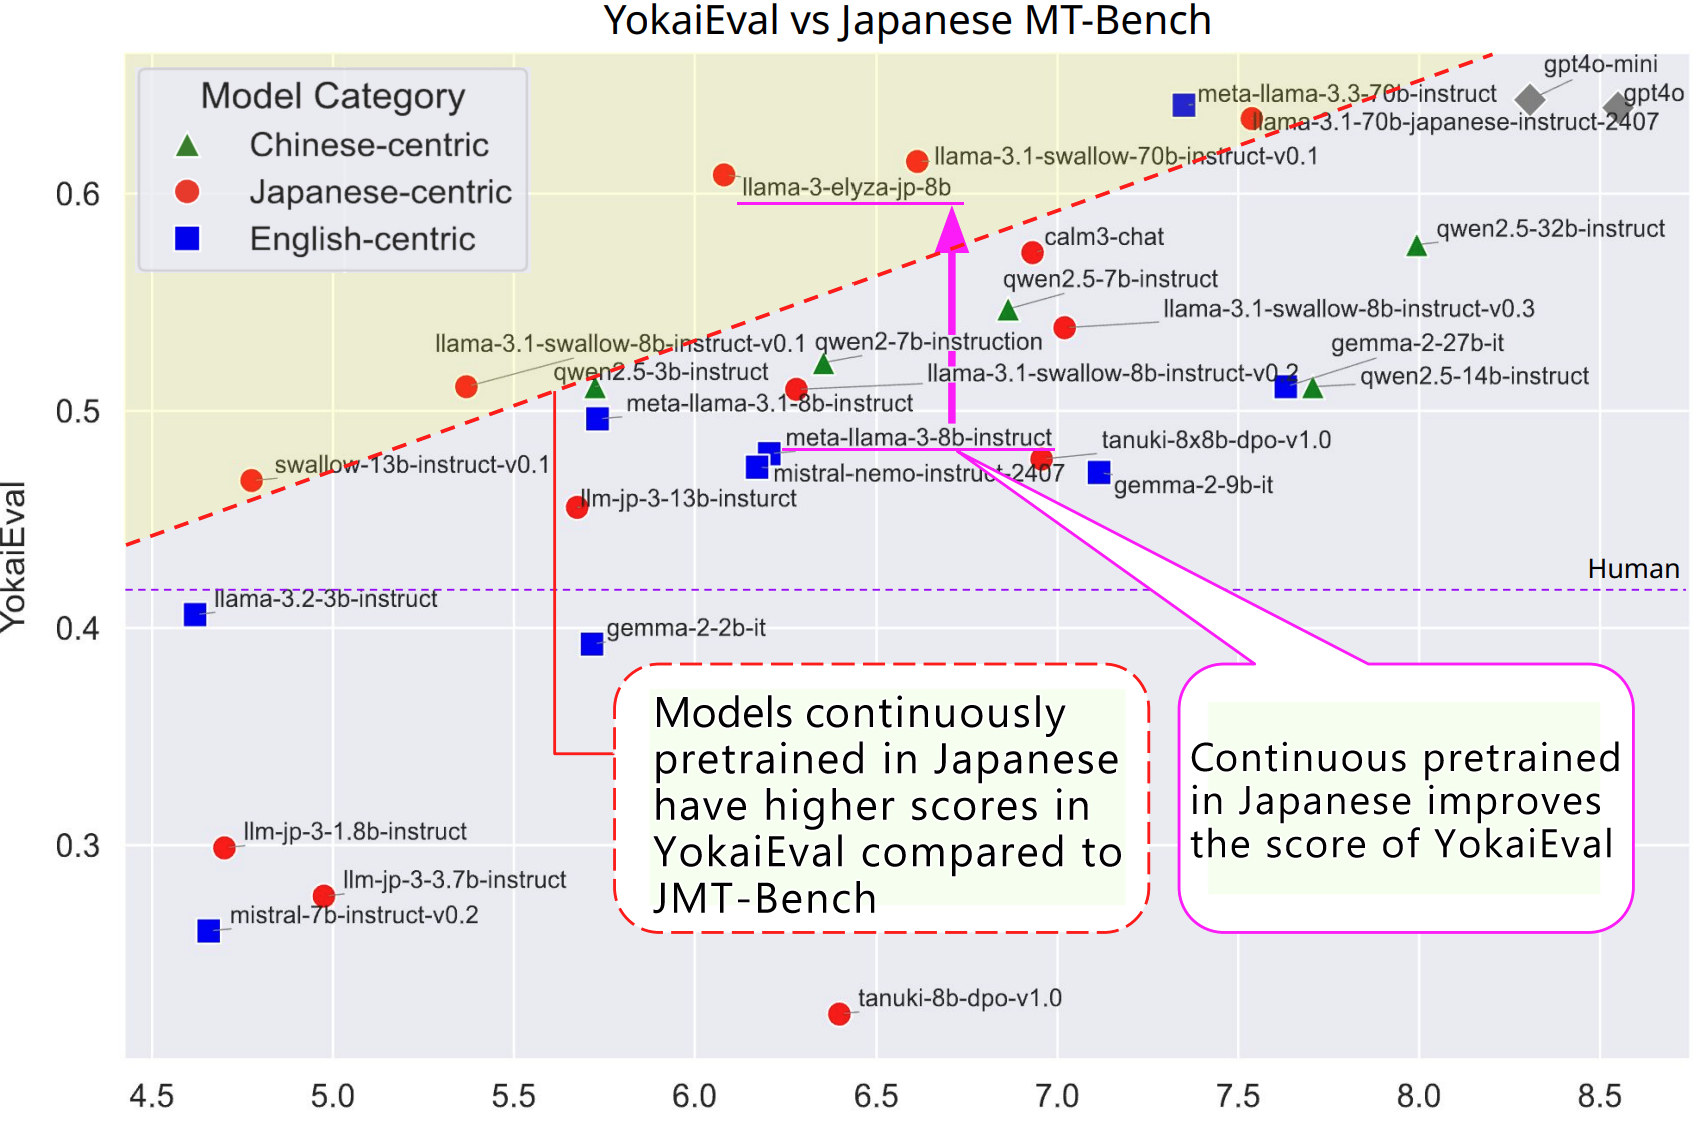 YokaiEval vs Japanese MT-Bench
Model Category
Chinese-centric
Japanese-centric
English-centric
gpt4o-mini
gpt4o
meta-llama-3.3-70b-instruct
llama-3.1-70b-japanese-instruct-2407
llama-3.1-swallow-70b-instruct-v0.1
llama-3-elyza-jp-8b
calm3-chat
qwen2.5-32b-instruct
qwen2.5-7b-instruct
llama-3.1-swallow-8b-instruct-v0.3
llama-3.1-swallow-8b-instruct-v0.1
qwen2-7b-instruction
gemma-2-27b-it
qwen2.5-3b-instruct
llama-3.1-swallow-8b-instruct-v0.2
qwen2.5-14b-instruct
meta-llama-3.1-8b-instruct
meta-llama-3-8b-instruct
tanuki-8x8b-dpo-v1.0
swallow-13b-instruct-v0.1
mistral-nemo-instruct-2407
gemma-2-9b-it
llm-jp-3-13b-insturct
Human
llama-3.2-3b-instruct
gemma-2-2b-it
llm-jp-3-1.8b-instruct
llm-jp-3-3.7b-instruct
mistral-7b-instruct-v0.2
tanuki-8b-dpo-v1.0
Models continuously
pretrained in Japanese
have higher scores in
YokaiEval compared to
JMT-Bench
Continuous pretrained
in Japanese improves
the score of YokaiEval
YokaiEval
0.6
0.5
0.4
0.3
4.5 5.0 5.5 6.0 6.5 7.0 7.5 8.0 8.5